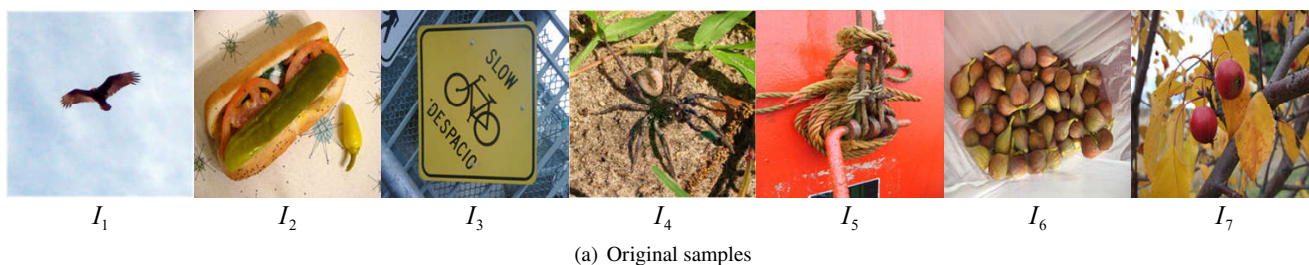 SLOW
DESPACIO
I1
I2
I3
I4
I5
I6
I7
(a) Original samples